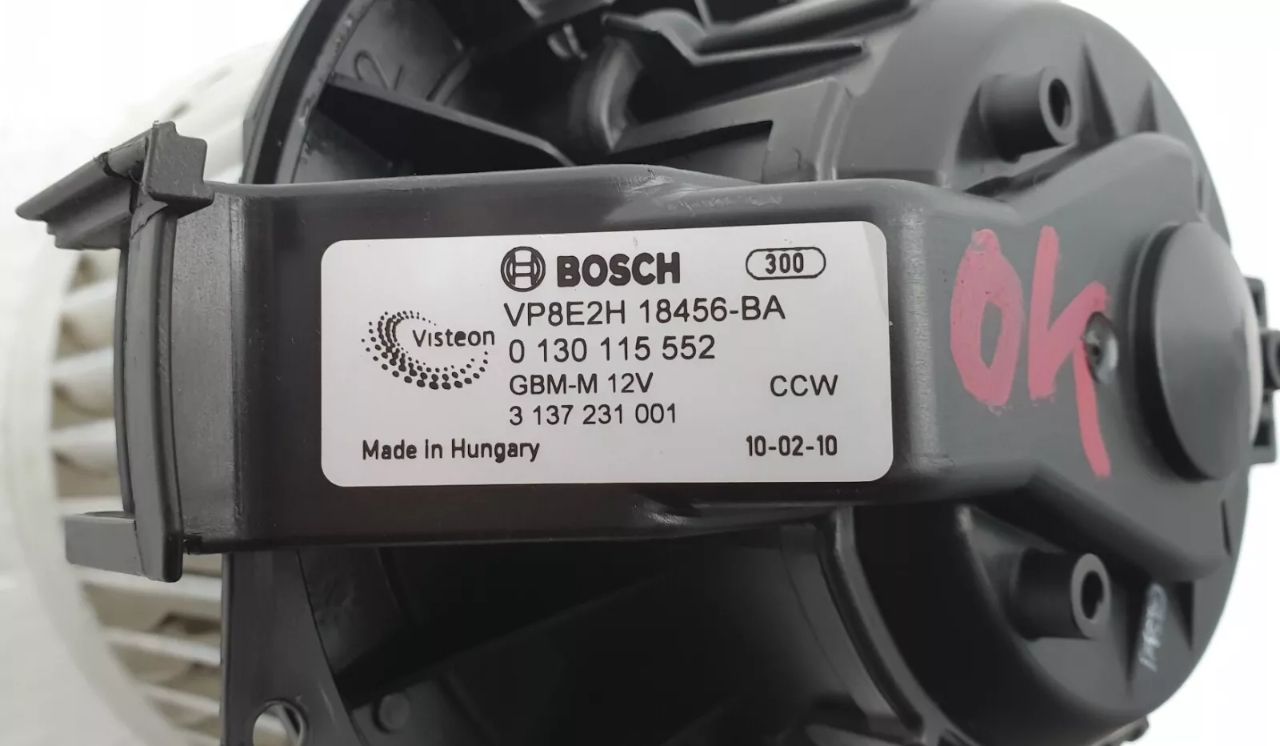 BOSCH 300
VP8E2H 18456-BA
Visteon
0 130 115 552
GBM-M 12V CCW
3 137 231 001
Made in Hungary 10-02-10
OK
2